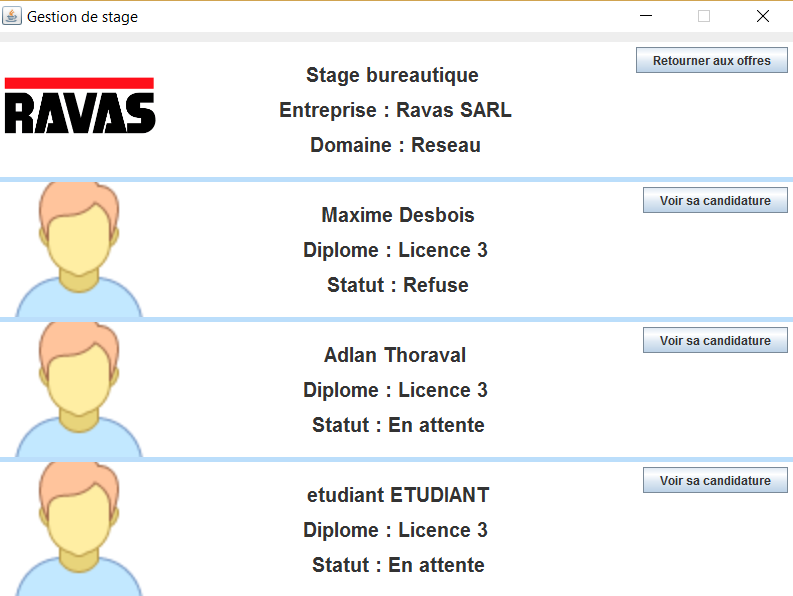 Gestion de stage
Retourner aux offres
RAVAS
Stage bureautique
Entreprise : Ravas SARL
Domaine : Reseau
Voir sa candidature
Maxime Desbois
Diplome : Licence 3
Statut : Refuse
Voir sa candidature
Adlan Thoraval
Diplome : Licence 3
Statut : En attente
Voir sa candidature
etudiant ETUDIANT
Diplome : Licence 3
Statut : En attente